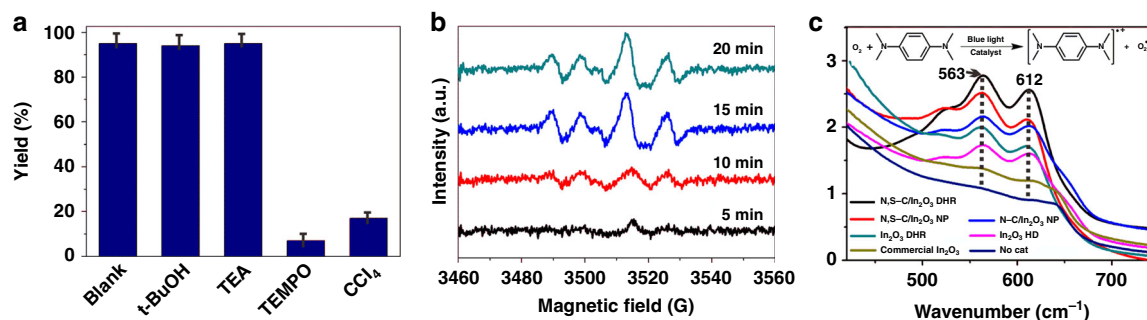 a
Yield (%)
100
80
60
40
20
0
Blank
t-BuOH
TEA
TEMPO
CCl₄
b
Intensity (a.u.)
20 min
15 min
10 min
5 min
3460 3480 3500 3520 3540 3560
Magnetic field (G)
c
O₂ + N N Blue light Catalyst N N •+ + O₂
563
612
3
2
1
0
N,S–C/In₂O₃ DHR
N,S–C/In₂O₃ NP
N–C/In₂O₃ NP
In₂O₃ DHR
In₂O₃ HD
Commercial In₂O₃
No cat
500 600 700
Wavenumber (cm⁻¹)